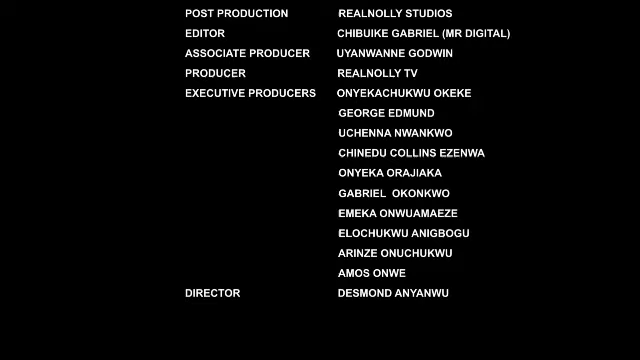 POST PRODUCTION REALNOLLY STUDIOS
EDITOR CHIBUIKE GABRIEL (MR DIGITAL)
ASSOCIATE PRODUCER UYANWANNE GODWIN
PRODUCER REALNOLLY TV
EXECUTIVE PRODUCERS ONYEKACHUKWU OKEKE
GEORGE EDMUND
UCHENNA NWANKWO
CHINEDU COLLINS EZENWA
ONYEKA ORAJIAKA
GABRIEL OKONKWO
EMEKA ONWUAMAEZE
ELOCHUKWU ANIGBOGU
ARINZE ONUCHUKWU
AMOS ONWE
DIRECTOR DESMOND ANYANWU